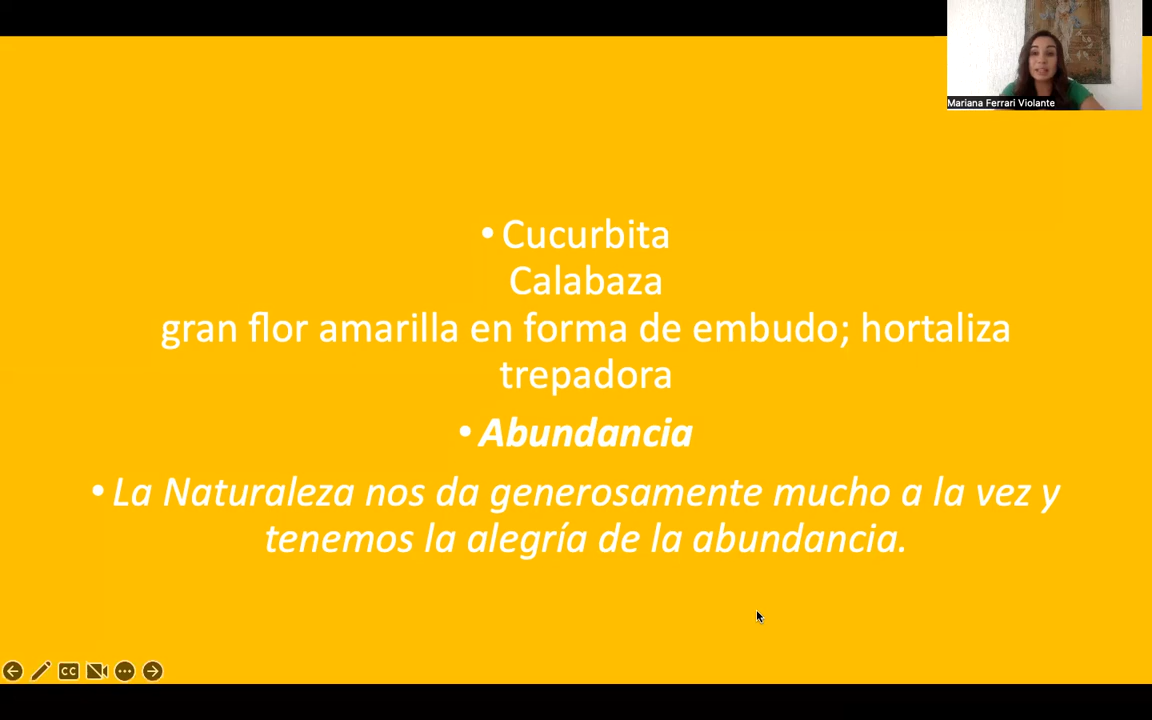 Mariana Ferrari Violante
• Cucurbita
Calabaza
gran flor amarilla en forma de embudo; hortaliza
trepadora
• Abundancia
• La Naturaleza nos da generosamente mucho a la vez y
tenemos la alegría de la abundancia.
CC